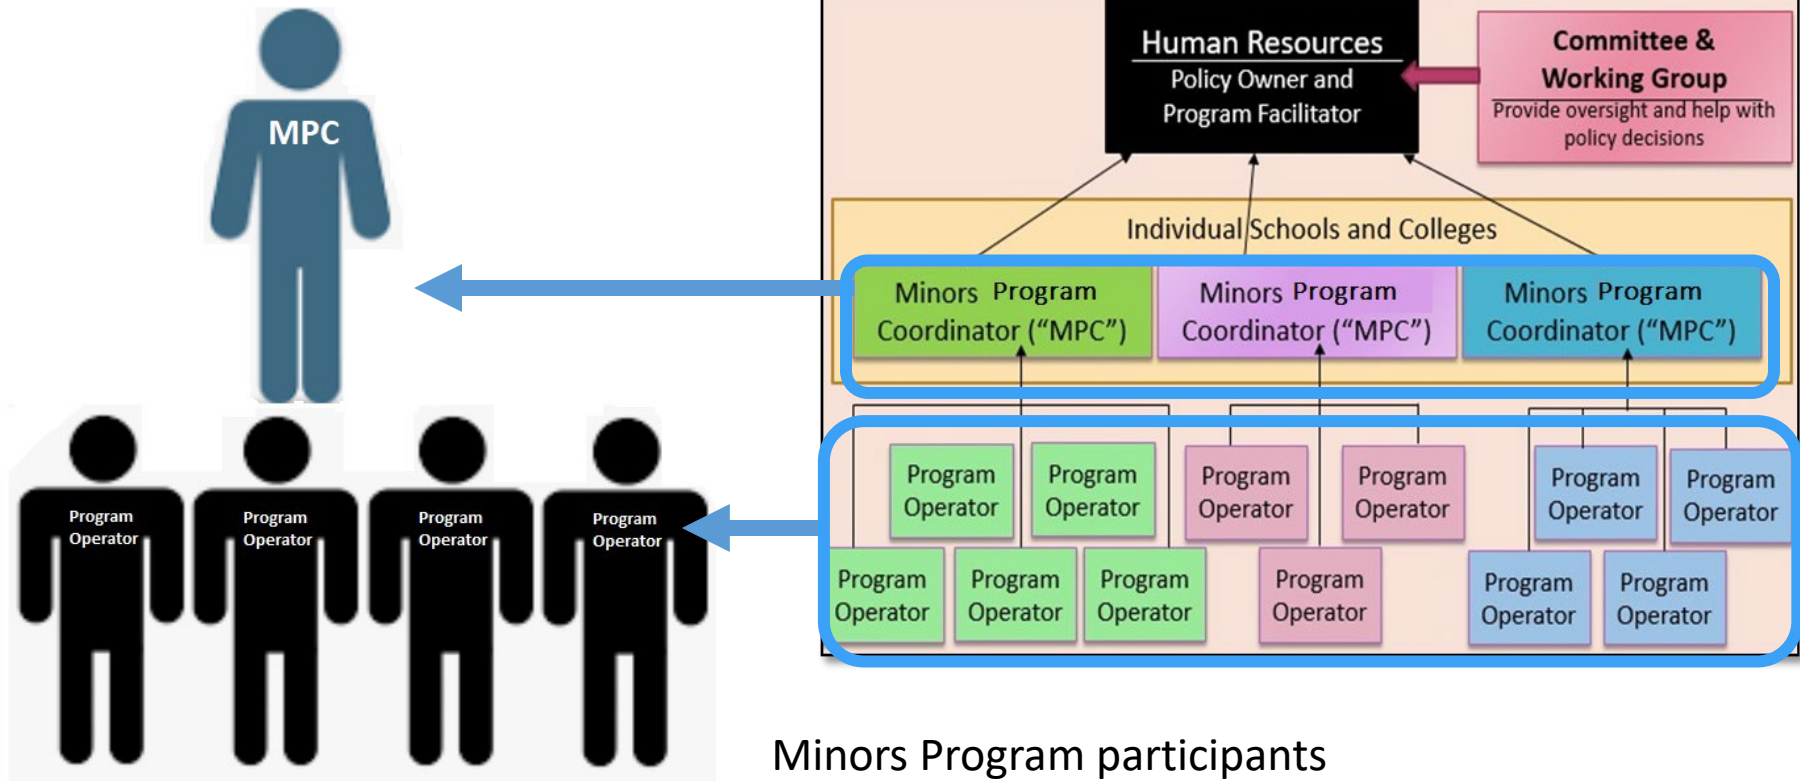 MPC
Program
Operator
Program
Operator
Program
Operator
Program
Operator
Human Resources
Policy Owner and
Program Facilitator
Committee &
Working Group
Provide oversight and help with
policy decisions
Individual Schools and Colleges
Minors Program
Coordinator (“MPC”)
Minors Program
Coordinator (“MPC”)
Minors Program
Coordinator (“MPC”)
Program
Operator
Program
Operator
Program
Operator
Program
Operator
Program
Operator
Program
Operator
Program
Operator
Program
Operator
Program
Operator
Program
Operator
Program
Operator
Program
Operator
Minors Program participants